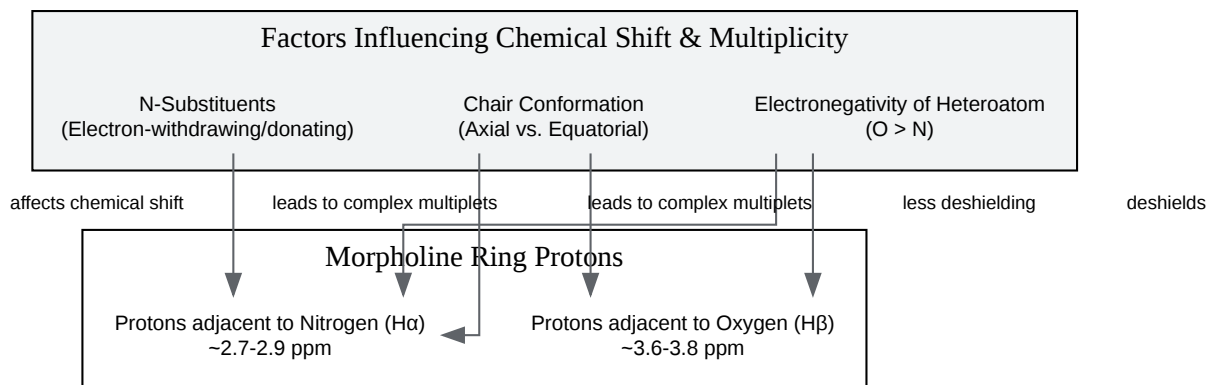 Factors Influencing Chemical Shift & Multiplicity
N-Substituents
(Electron-withdrawing/donating)
Chair Conformation
(Axial vs. Equatorial)
Electronegativity of Heteroatom
(O > N)
affects chemical shift
leads to complex multiplets
leads to complex multiplets
less deshielding
deshields
Morpholine Ring Protons
Protons adjacent to Nitrogen (Hα)
~2.7-2.9 ppm
Protons adjacent to Oxygen (Hβ)
~3.6-3.8 ppm